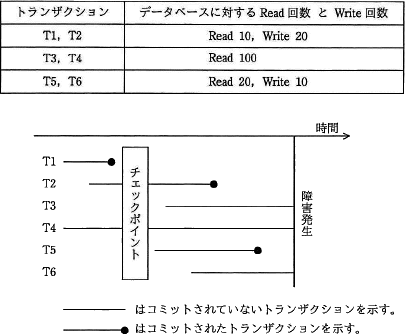 トランザクション データベースに対する Read 回数 と Write 回数
T1, T2 Read 10, Write 20
T3, T4 Read 100
T5, T6 Read 20, Write 10
時間
T1
T2
T3
T4
T5
T6
チェックポイント
障害発生
はコミットされていないトランザクションを示す。
はコミットされたトランザクションを示す。